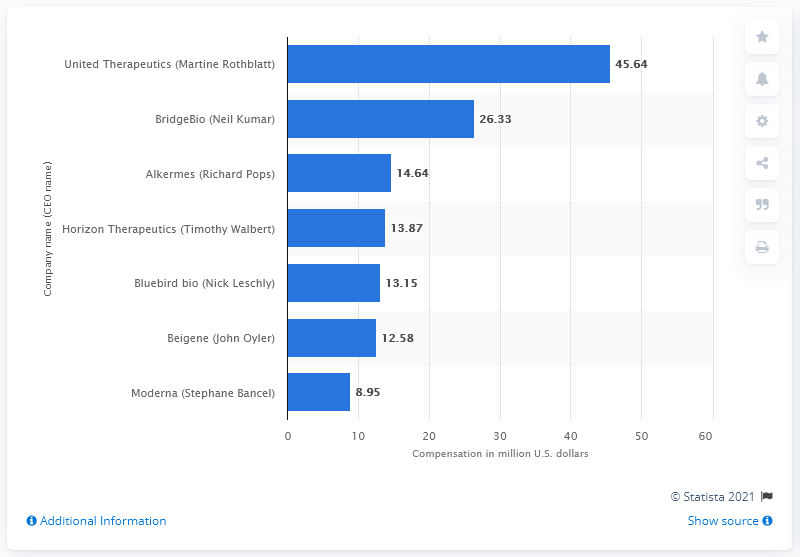 Company name (CEO name)
United Therapeutics (Martine Rothblatt)
45.64
BridgeBio (Neil Kumar)
26.33
Alkermes (Richard Pops)
14.64
Horizon Therapeutics (Timothy Walbert)
13.87
Bluebird bio (Nick Leschly)
13.15
Beigene (John Oyler)
12.58
Moderna (Stephane Bancel)
8.95
0 10 20 30 40 50 60
Compensation in million U.S. dollars
© Statista 2021
Additional Information
Show source